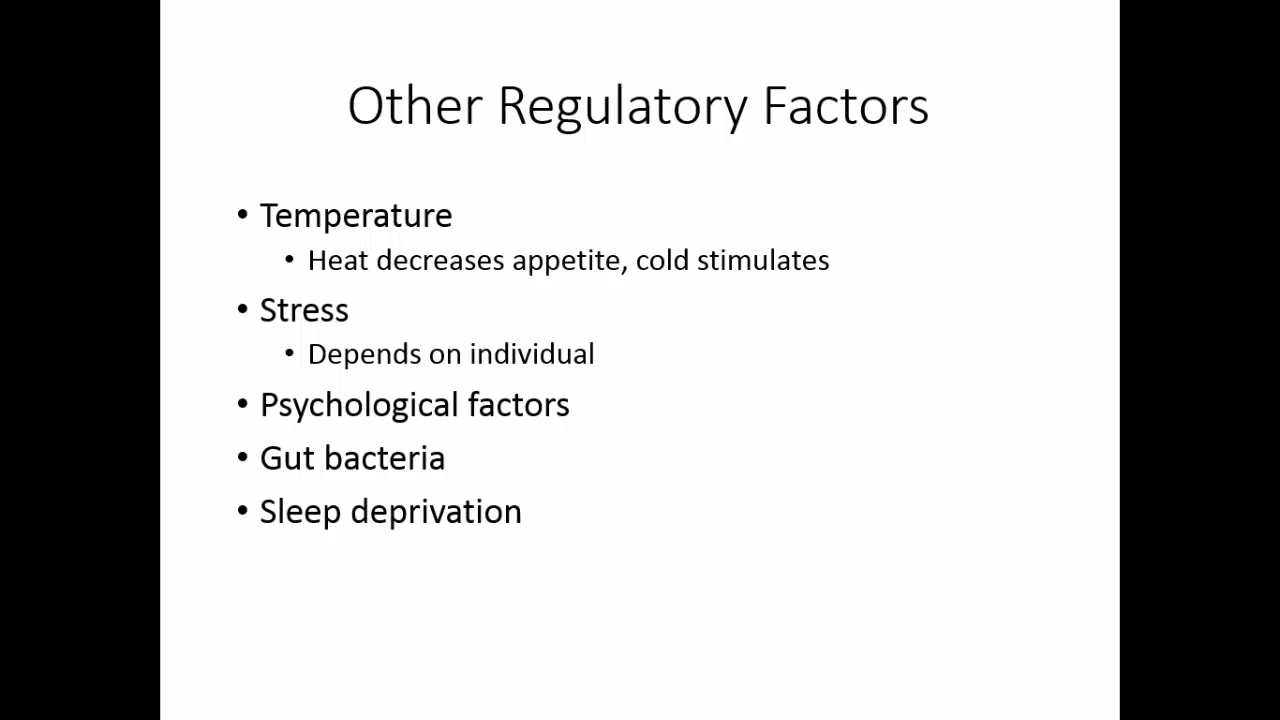 Other Regulatory Factors
• Temperature
• Heat decreases appetite, cold stimulates
• Stress
• Depends on individual
• Psychological factors
• Gut bacteria
• Sleep deprivation